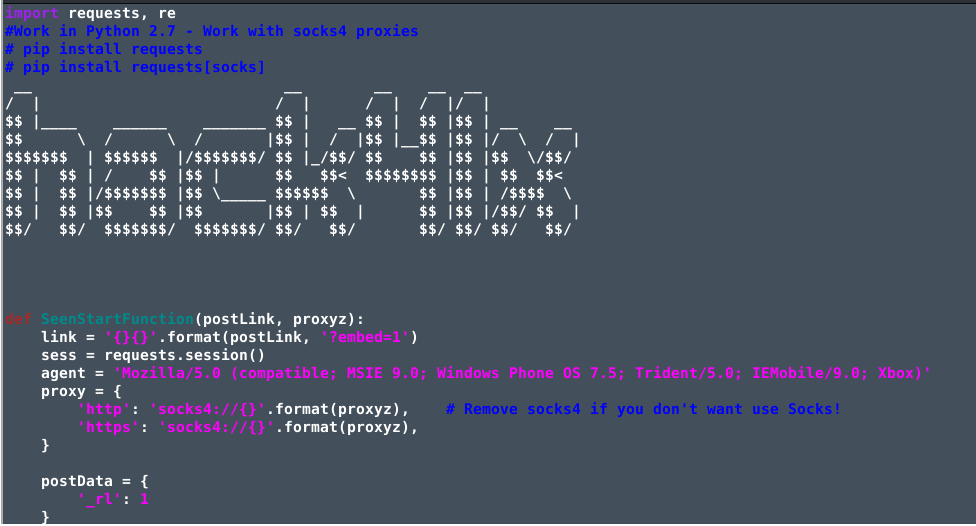 import requests, re
#Work in Python 2.7 - Work with socks4 proxies
# pip install requests
# pip install requests[socks]
 __                            __        __    __  __
/  |                          /  |      /  |  /  |/  |
$$ |____    ______    _______ $$ |   __ $$ |  $$ |$$ | __    __
$$      \  /      \  /       |$$ |  /  |$$ |__$$ |$$ |/  \  /  |
$$$$$$$  | $$$$$$  |/$$$$$$$/ $$ |_/$$/ $$    $$ |$$ |$$  \/$$/
$$ |  $$ | /    $$ |$$ |      $$   $$<  $$$$$$$$ |$$ | $$  $$<
$$ |  $$ |/$$$$$$$ |$$ \_____ $$$$$$  \       $$ |$$ | /$$$$  \
$$ |  $$ |$$    $$ |$$       |$$ | $$  |      $$ |$$ |/$$/ $$  |
$$/   $$/  $$$$$$$/  $$$$$$$/ $$/   $$/       $$/ $$/ $$/   $$/
def SeenStartFunction(postLink, proxyz):
    link = '{}{}'.format(postLink, '?embed=1')
    sess = requests.session()
    agent = 'Mozilla/5.0 (compatible; MSIE 9.0; Windows Phone OS 7.5; Trident/5.0; IEMobile/9.0; Xbox)'
    proxy = {
        'http': 'socks4://{}'.format(proxyz),    # Remove socks4 if you don't want use Socks!
        'https': 'socks4://{}'.format(proxyz),
    }
    postData = {
        '_rl': 1
    }